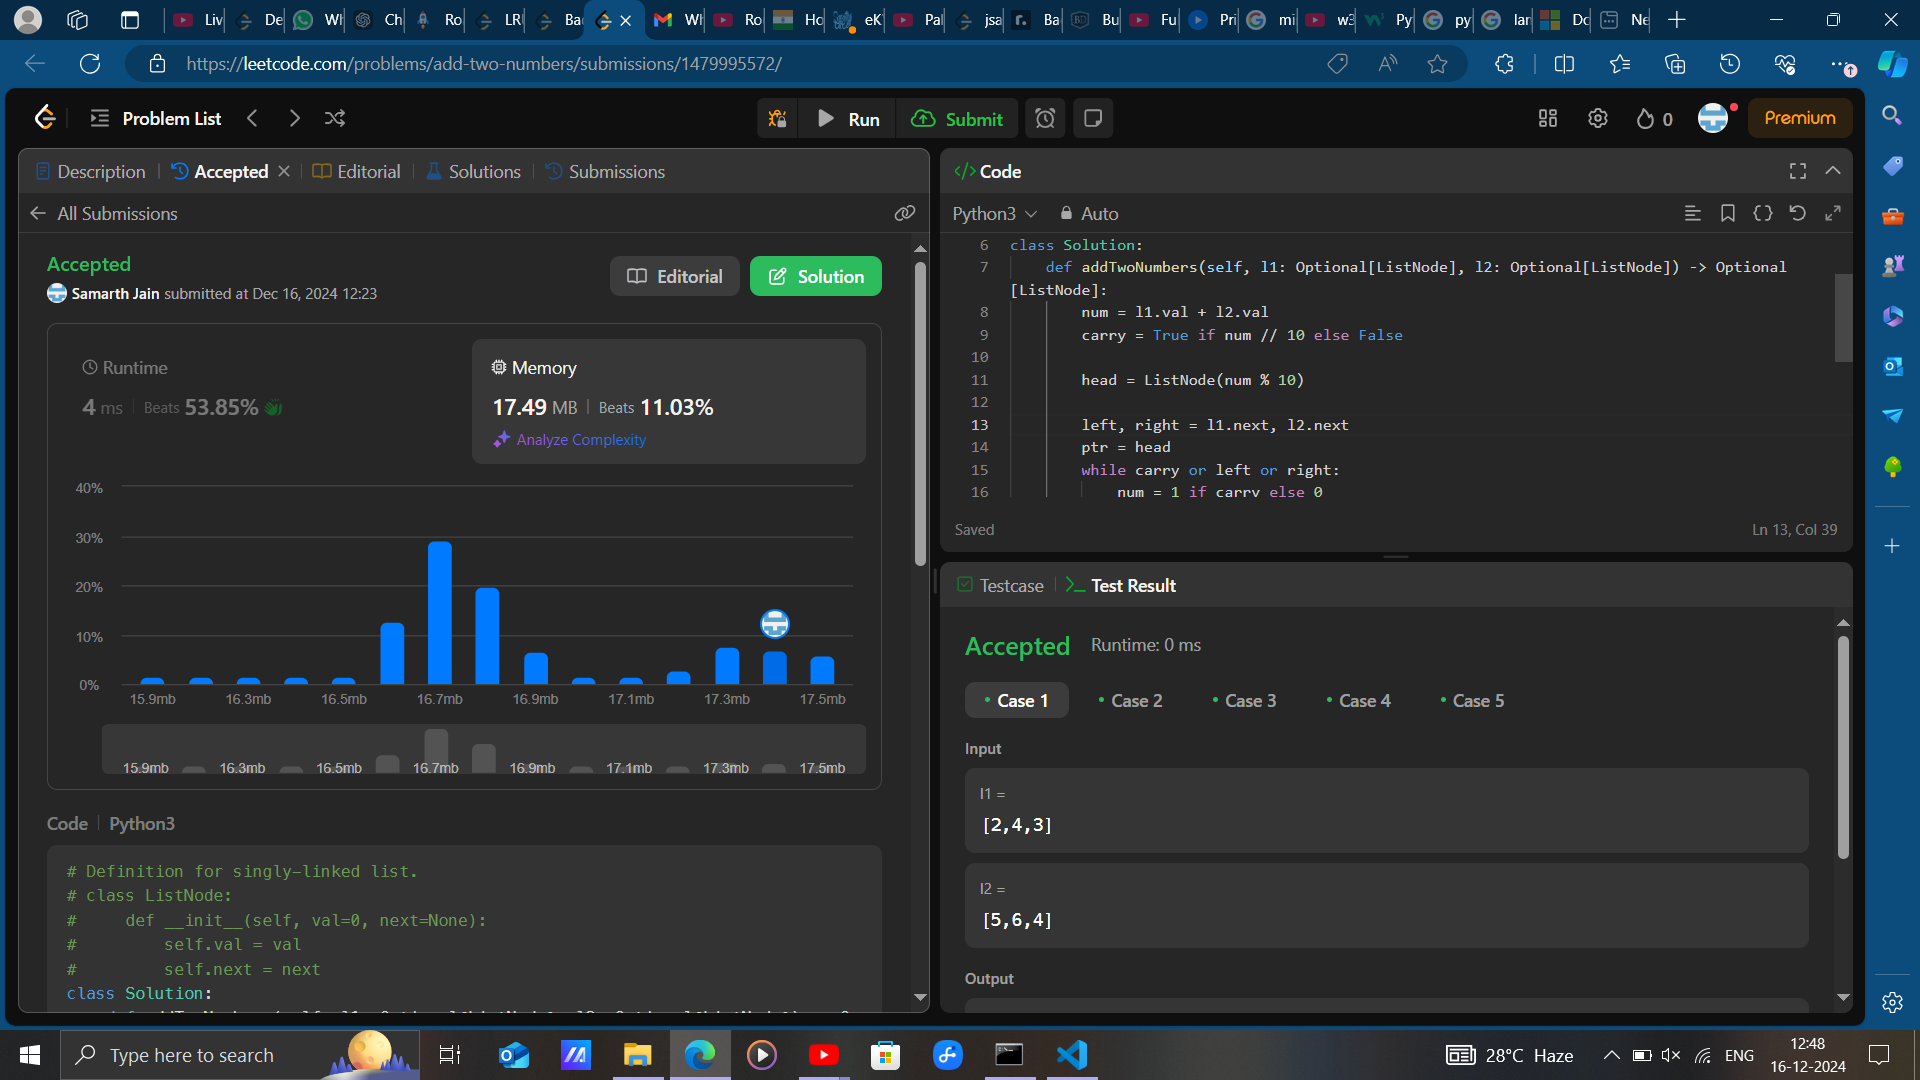 Liv
De
Wh
Ch
Ro
LRU
Ba
Wh
Ro
Ho
eK
Pal
jsa
Ba
Bu
Fu
Pri
mi
w3
Py
py
lan
Do
Ne
https://leetcode.com/problems/add-two-numbers/submissions/1479995572/
Problem List
Run
Submit
0
Premium
Description
Accepted
Editorial
Solutions
Submissions
All Submissions
Accepted
Samarth Jain submitted at Dec 16, 2024 12:23
Editorial
Solution
Runtime
4 ms
Beats 53.85%
Memory
17.49 MB
Beats 11.03%
Analyze Complexity
40%
30%
20%
10%
0%
15.9mb 16.3mb 16.5mb 16.7mb 16.9mb 17.1mb 17.3mb 17.5mb
15.9mb 16.3mb 16.5mb 16.7mb 16.9mb 17.1mb 17.3mb 17.5mb
Code
Python3
# Definition for singly-linked list.
# class ListNode:
#     def __init__(self, val=0, next=None):
#         self.val = val
#         self.next = next
class Solution:
</> Code
Python3
Auto
6 class Solution:
7     def addTwoNumbers(self, l1: Optional[ListNode], l2: Optional[ListNode]) -> Optional
[ListNode]:
8         num = l1.val + l2.val
9         carry = True if num // 10 else False
10
11         head = ListNode(num % 10)
12
13         left, right = l1.next, l2.next
14         ptr = head
15         while carry or left or right:
16             num = 1 if carry else 0
Saved
Ln 13, Col 39
Testcase
Test Result
Accepted
Runtime: 0 ms
Case 1
Case 2
Case 3
Case 4
Case 5
Input
l1 =
[2,4,3]
l2 =
[5,6,4]
Output
Type here to search
28°C Haze
ENG
12:48
16-12-2024